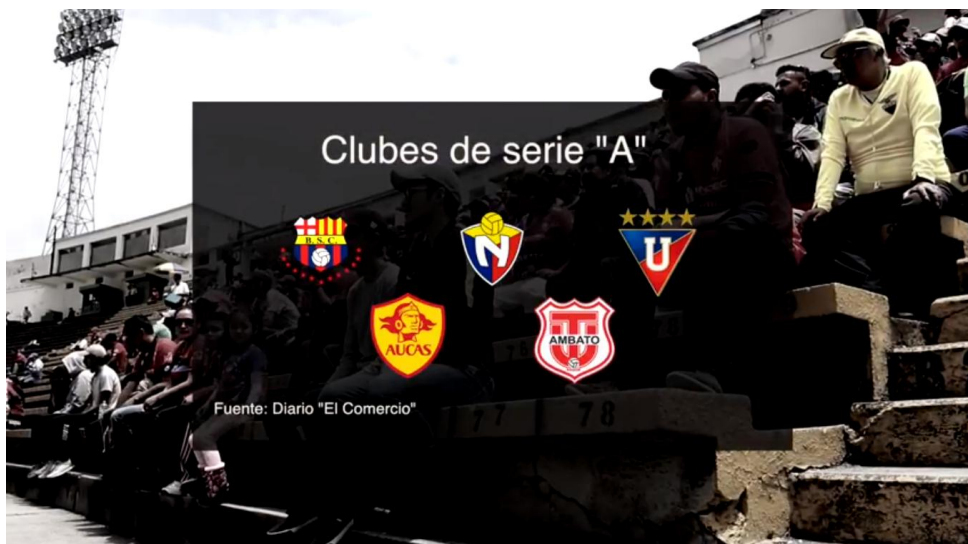 Clubes de serie "A"
B. S. C.
N
U
AUCAS
AMBATO
Fuente: Diario "El Comercio"
77
78